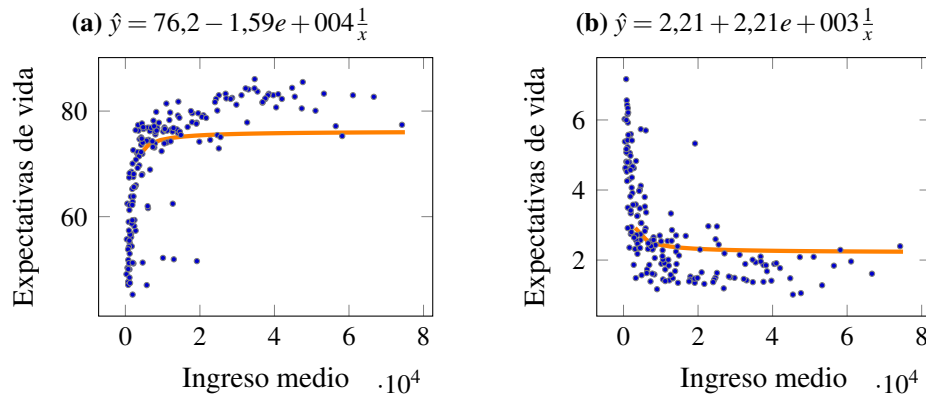 (a) ŷ = 76,2 − 1,59e + 004 1/x
Expectativas de vida
80
60
0 2 4 6 8
Ingreso medio ·10⁴
(b) ŷ = 2,21 + 2,21e + 003 1/x
Expectativas de vida
6
4
2
0 2 4 6 8
Ingreso medio ·10⁴